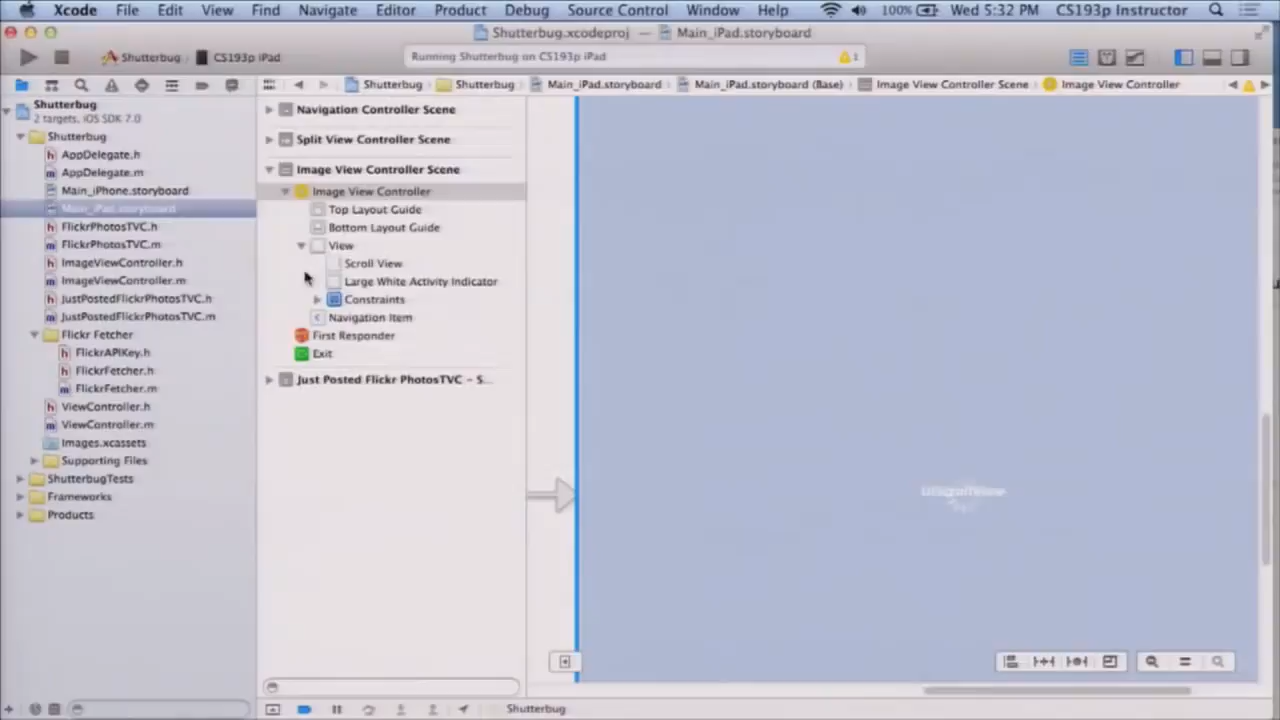 Xcode File Edit View Find Navigate Editor Product Debug Source Control Window Help 100% Wed 5:32 PM CS193p Instructor
Shutterbug.xcodeproj — Main_iPad.storyboard
Shutterbug CS193p iPad Running Shutterbug on CS193p iPad 1
Shutterbug Shutterbug Main_iPad.storyboard Main_iPad.storyboard (Base) Image View Controller Scene Image View Controller
Shutterbug
2 targets, iOS SDK 7.0
Shutterbug
AppDelegate.h
AppDelegate.m
Main_iPhone.storyboard
Main_iPad.storyboard
FlickrPhotosTVC.h
FlickrPhotosTVC.m
ImageViewController.h
ImageViewController.m
JustPostedFlickrPhotosTVC.h
JustPostedFlickrPhotosTVC.m
Flickr Fetcher
FlickrAPIKey.h
FlickrFetcher.h
FlickrFetcher.m
ViewController.h
ViewController.m
Images.xcassets
Supporting Files
ShutterbugTests
Frameworks
Products
Navigation Controller Scene
Split View Controller Scene
Image View Controller Scene
Image View Controller
Top Layout Guide
Bottom Layout Guide
View
Scroll View
Large White Activity Indicator
Constraints
Navigation Item
First Responder
Exit
Just Posted Flickr PhotosTVC - S...
Shutterbug